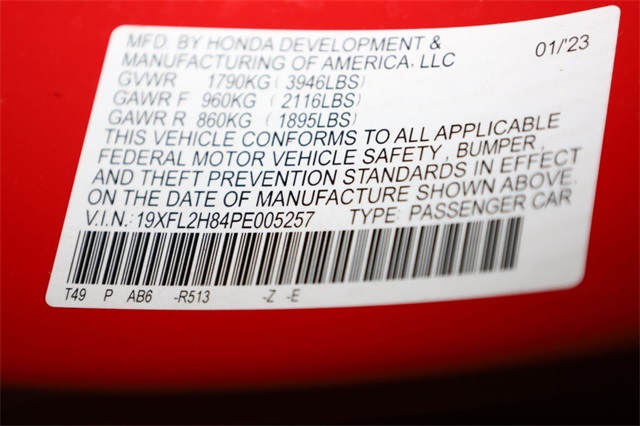 MFD. BY HONDA DEVELOPMENT & 01/'23
MANUFACTURING OF AMERICA, LLC
GVWR 1790KG ( 3946LBS)
GAWR F 960KG ( 2116LBS)
GAWR R 860KG ( 1895LBS)
THIS VEHICLE CONFORMS TO ALL APPLICABLE
FEDERAL MOTOR VEHICLE SAFETY, BUMPER,
AND THEFT PREVENTION STANDARDS IN EFFECT
ON THE DATE OF MANUFACTURE SHOWN ABOVE.
V.I.N.: 19XFL2H84PE005257 TYPE: PASSENGER CAR
T49 P AB6 -R513 -Z -E